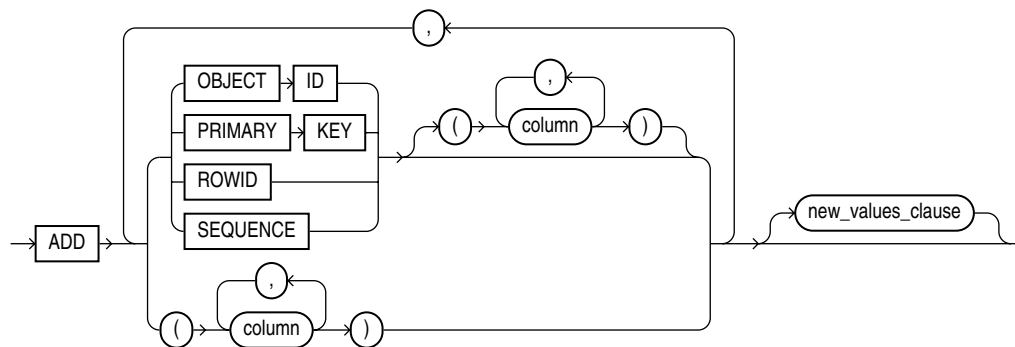 ,
OBJECT ID
,
PRIMARY KEY
( column )
ROWID
new_values_clause
SEQUENCE
ADD
,
( column )